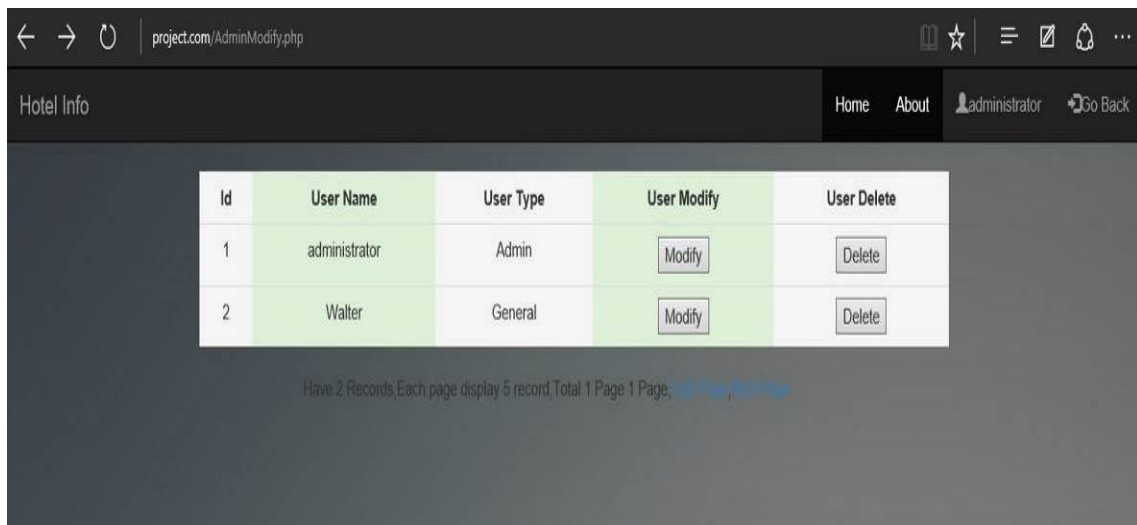 project.com/AdminModify.php
Hotel Info Home About administrator Go Back
Id User Name User Type User Modify User Delete
1 administrator Admin Modify Delete
2 Walter General Modify Delete
Have 2 Records,Each page display 5 record,Total 1 Page 1 Page,